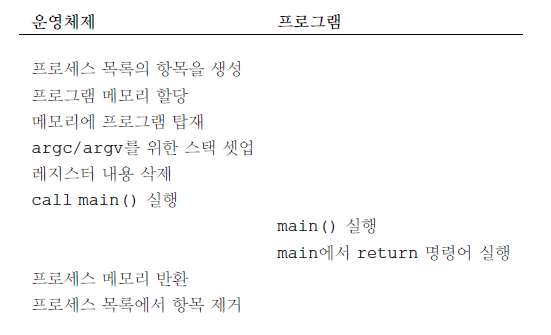 운영체제 프로그램
프로세스 목록의 항목을 생성
프로그램 메모리 할당
메모리에 프로그램 탑재
argc/argv를 위한 스택 셋업
레지스터 내용 삭제
call main() 실행
main() 실행
main에서 return 명령어 실행
프로세스 메모리 반환
프로세스 목록에서 항목 제거